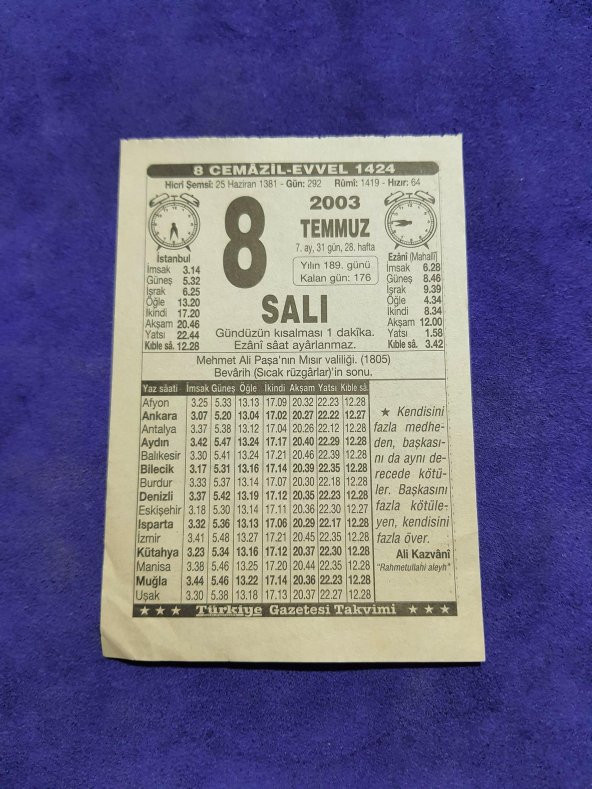 8 CEMÂZİL-EVVEL 1424
Hicrî Şemsî: 25 Haziran 1381 - Gün: 292 Rûmî: 1419 - Hızır: 64
İstanbul
İmsak 3.14
Güneş 5.32
İşrak 6.25
Öğle 13.20
İkindi 17.20
Akşam 20.46
Yatsı 22.44
Kıble sâ. 12.28
8
2003
TEMMUZ
7. ay, 31 gün, 28. hafta
Yılın 189. günü
Kalan gün: 176
SALI
Gündüzün kısalması 1 dakîka.
Ezânî sâat ayârlanmaz.
Ezânî (Mahallî)
İmsak 6.28
Güneş 8.46
İşrak 9.39
Öğle 4.34
İkindi 8.34
Akşam 12.00
Yatsı 1.58
Kıble sâ. 3.42
Mehmet Ali Paşa'nın Mısır valiliği. (1805)
Bevârih (Sıcak rüzgârlar)'in sonu.
Yaz sâati İmsak Güneş Öğle İkindi Akşam Yatsı Kıble sâ.
Afyon 3.25 5.33 13.13 17.09 20.32 22.23 12.28
Ankara 3.07 5.20 13.04 17.02 20.27 22.22 12.27
Antalya 3.37 5.38 13.12 17.04 20.26 22.12 12.28
Aydın 3.42 5.47 13.24 17.17 20.40 22.29 12.28
Balıkesir 3.30 5.41 13.24 17.21 20.46 22.39 12.28
Bilecik 3.17 5.31 13.16 17.14 20.39 22.35 12.28
Burdur 3.33 5.37 13.14 17.07 20.30 22.18 12.28
Denizli 3.37 5.42 13.19 17.12 20.35 22.23 12.28
Eskişehir 3.18 5.30 13.14 17.11 20.36 22.30 12.28
Isparta 3.32 5.36 13.13 17.06 20.29 22.17 12.28
İzmir 3.41 5.48 13.27 17.21 20.45 22.35 12.28
Kütahya 3.23 5.34 13.16 17.12 20.37 22.30 12.28
Manisa 3.38 5.46 13.25 17.20 20.44 22.35 12.28
Muğla 3.44 5.46 13.22 17.14 20.36 22.23 12.28
Uşak 3.30 5.38 13.18 17.13 20.37 22.27 12.28
★ Kendisini
fazla medhe-
den, başkası-
nı da aynı de-
recede kötü-
ler. Başkasını
fazla kötüle-
yen, kendisini
fazla över.
Ali Kazvânî
"Rahmetullahi aleyh"
★ ★ ★ Türkiye Gazetesi Takvimi ★ ★ ★